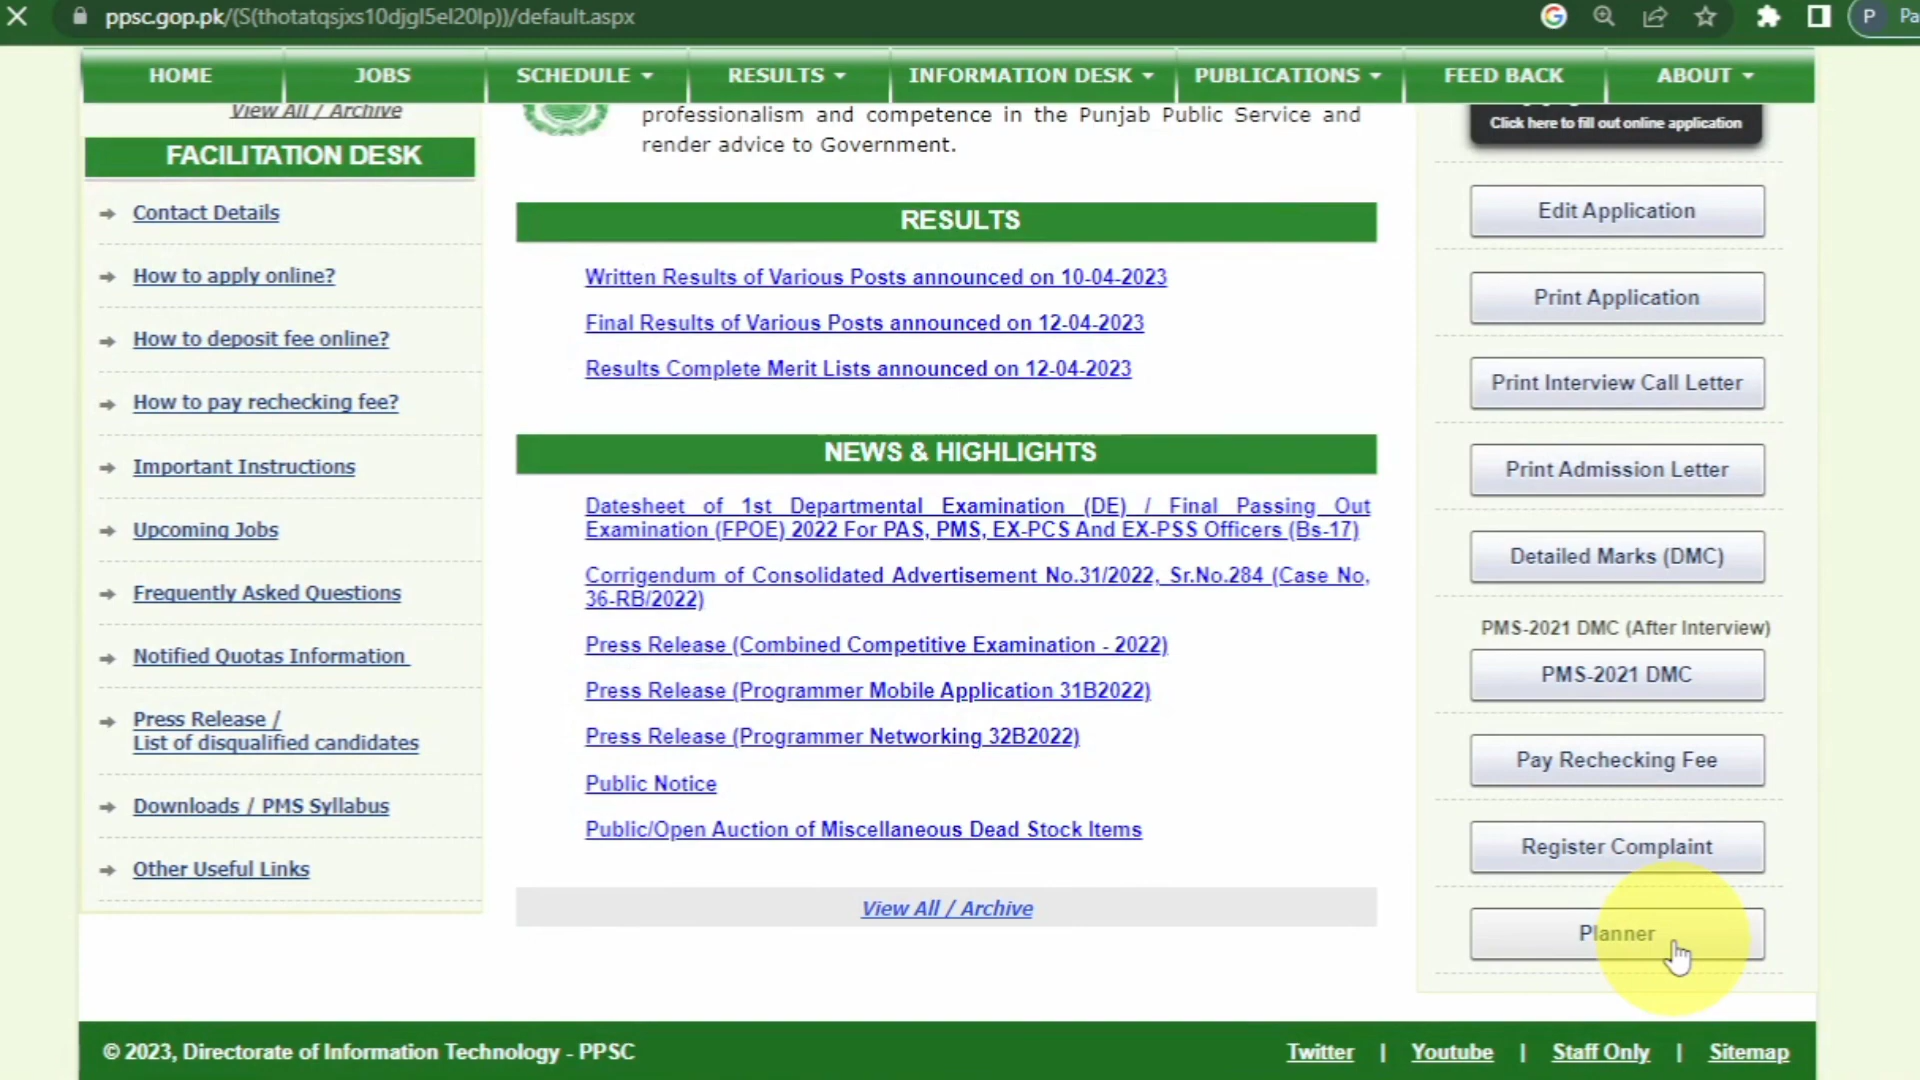 ppsc.gop.pk/(S(thotatqsjxs10djgl5el20lp))/default.aspx
P
Pa
HOME
JOBS
SCHEDULE
RESULTS
INFORMATION DESK
PUBLICATIONS
FEED BACK
ABOUT
View All / Archive
FACILITATION DESK
Contact Details
How to apply online?
How to deposit fee online?
How to pay rechecking fee?
Important Instructions
Upcoming Jobs
Frequently Asked Questions
Notified Quotas Information
Press Release /
List of disqualified candidates
Downloads / PMS Syllabus
Other Useful Links
professionalism and competence in the Punjab Public Service and
render advice to Government.
RESULTS
Written Results of Various Posts announced on 10-04-2023
Final Results of Various Posts announced on 12-04-2023
Results Complete Merit Lists announced on 12-04-2023
NEWS & HIGHLIGHTS
Datesheet of 1st Departmental Examination (DE) / Final Passing Out
Examination (FPOE) 2022 For PAS, PMS, EX-PCS And EX-PSS Officers (Bs-17)
Corrigendum of Consolidated Advertisement No.31/2022, Sr.No.284 (Case No,
36-RB/2022)
Press Release (Combined Competitive Examination - 2022)
Press Release (Programmer Mobile Application 31B2022)
Press Release (Programmer Networking 32B2022)
Public Notice
Public/Open Auction of Miscellaneous Dead Stock Items
View All / Archive
Click here to fill out online application
Edit Application
Print Application
Print Interview Call Letter
Print Admission Letter
Detailed Marks (DMC)
PMS-2021 DMC (After Interview)
PMS-2021 DMC
Pay Rechecking Fee
Register Complaint
Planner
© 2023, Directorate of Information Technology - PPSC
Twitter | Youtube | Staff Only | Sitemap